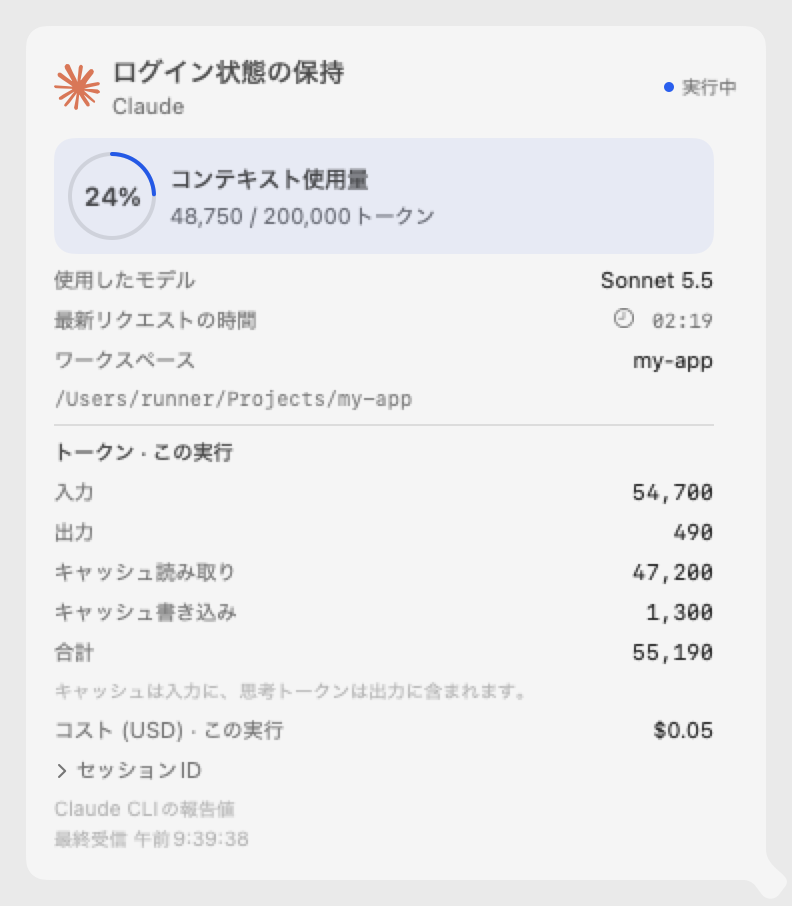 ログイン状態の保持
Claude
実行中
24%
コンテキスト使用量
48,750 / 200,000トークン
使用したモデル Sonnet 5.5
最新リクエストの時間 02:19
ワークスペース my-app
/Users/runner/Projects/my-app
トークン · この実行
入力 54,700
出力 490
キャッシュ読み取り 47,200
キャッシュ書き込み 1,300
合計 55,190
キャッシュは入力に、思考トークンは出力に含まれます。
コスト (USD) · この実行 $0.05
セッションID
Claude CLIの報告値
最終受信 午前9:39:38